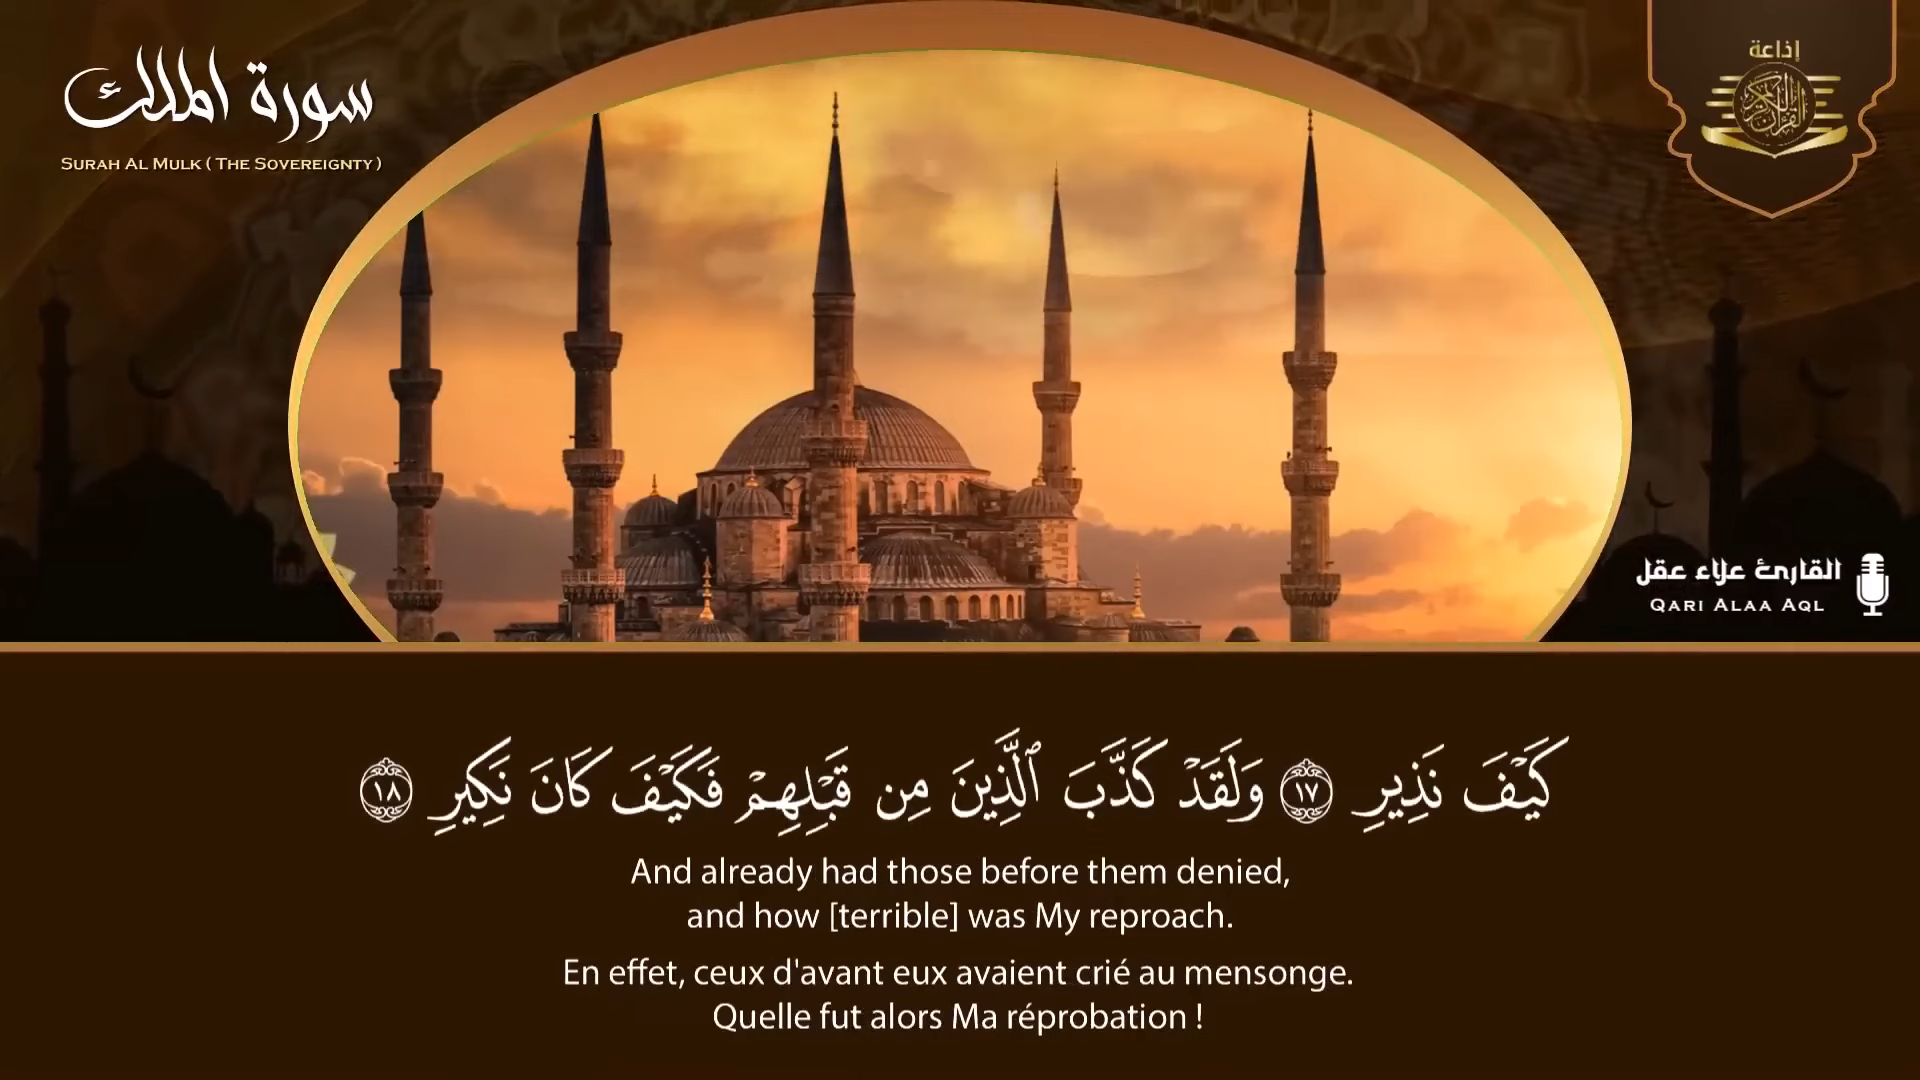 سورة الملك
SURAH AL MULK ( THE SOVEREIGNTY )
إذاعة
القرآن الكريم
القارئ علاء عقل
QARI ALAA AQL
كَيْفَ نَذِيرِ ١٧ وَلَقَدْ كَذَّبَ ٱلَّذِينَ مِن قَبْلِهِمْ فَكَيْفَ كَانَ نَكِيرِ ١٨
And already had those before them denied,
and how [terrible] was My reproach.
En effet, ceux d'avant eux avaient crié au mensonge.
Quelle fut alors Ma réprobation !